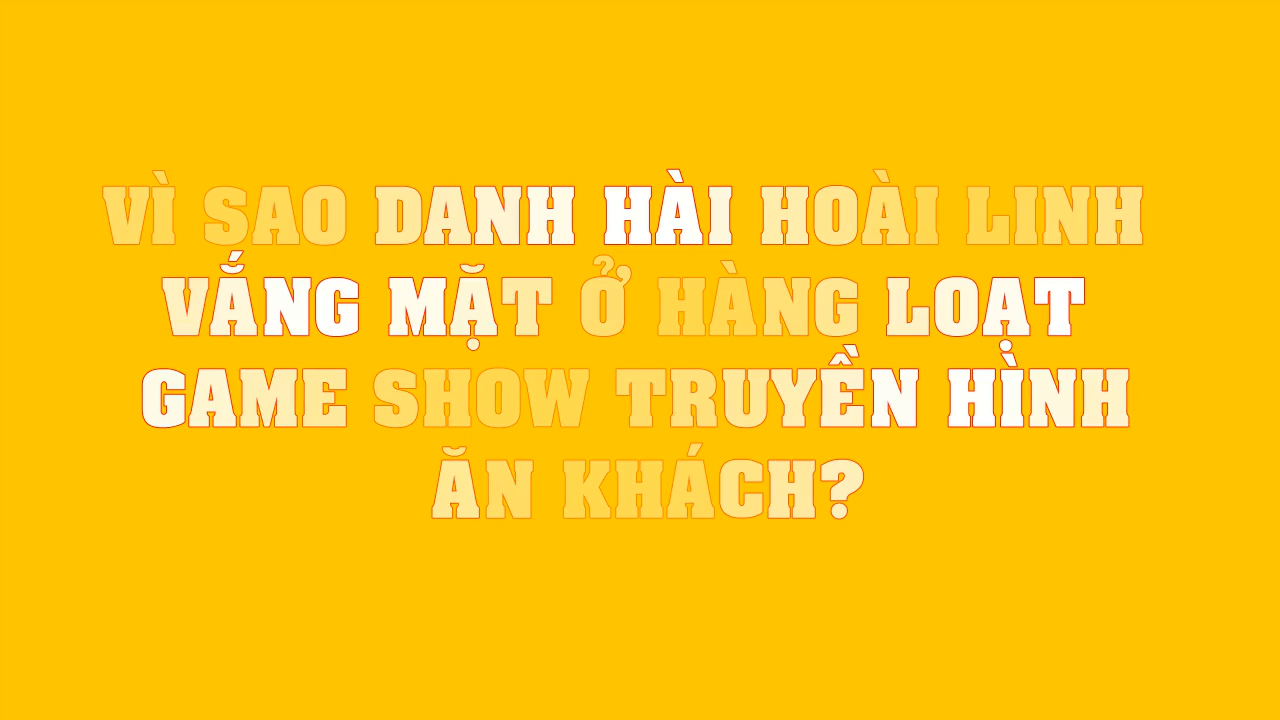 VÌ SAO DANH HÀI HOÀI LINH
VẮNG MẶT Ở HÀNG LOẠT
GAME SHOW TRUYỀN HÌNH
ĂN KHÁCH?